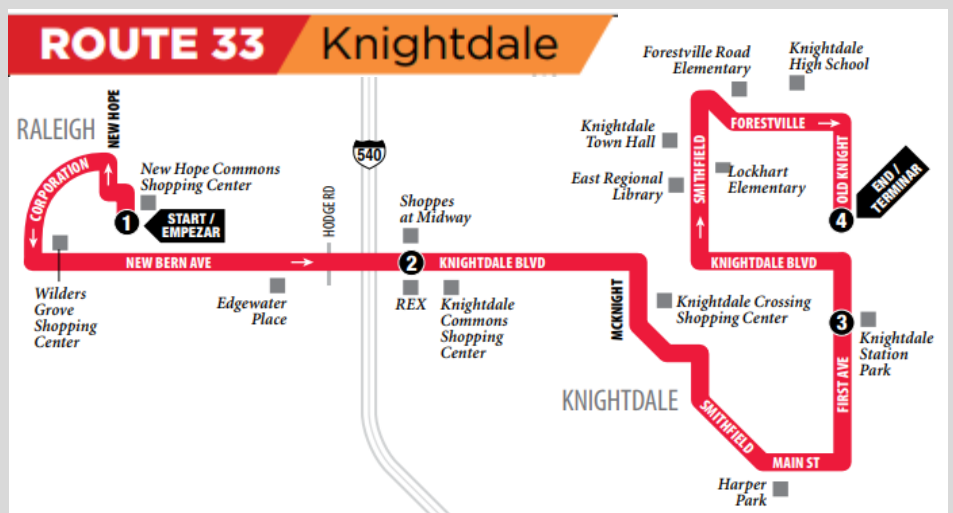 ROUTE 33
Knightdale
RALEIGH
NEW HOPE
CORPORATION
New Hope Commons
Shopping Center
1
START /
EMPEZAR
Wilders
Grove
Shopping
Center
NEW BERN AVE
Edgewater
Place
HODGE RD
540
Shoppes
at Midway
2
REX
KNIGHTDALE BLVD
Knightdale
Commons
Shopping
Center
MCKNIGHT
Knightdale Crossing
Shopping Center
KNIGHTDALE
SMITHFIELD
MAIN ST
Harper
Park
FIRST AVE
3
Knightdale
Station
Park
KNIGHTDALE BLVD
SMITHFIELD
Knightdale
Town Hall
East Regional
Library
Lockhart
Elementary
Forestville Road
Elementary
Knightdale
High School
FORESTVILLE
OLD KNIGHT
4
END /
TERMINAR